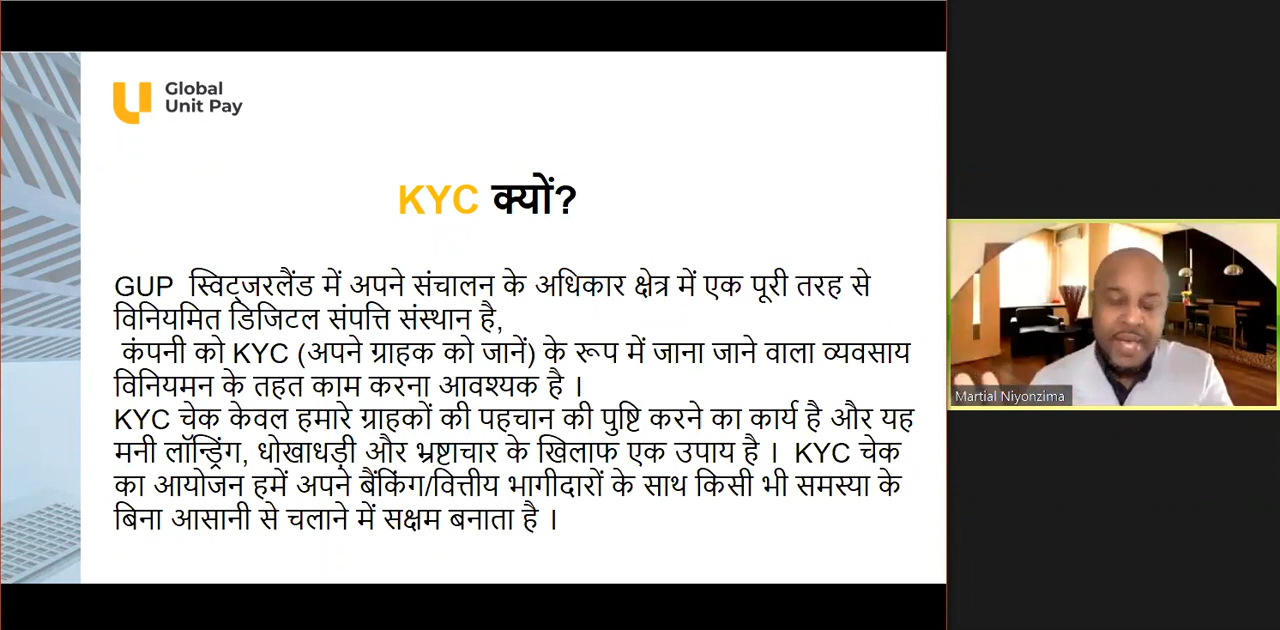 Global
Unit Pay
KYC क्यों?
GUP स्विट्जरलैंड में अपने संचालन के अधिकार क्षेत्र में एक पूरी तरह से
विनियमित डिजिटल संपत्ति संस्थान है,
कंपनी को KYC (अपने ग्राहक को जानें) के रूप में जाना जाने वाला व्यवसाय
विनियमन के तहत काम करना आवश्यक है ।
KYC चेक केवल हमारे ग्राहकों की पहचान की पुष्टि करने का कार्य है और यह
मनी लॉन्ड्रिंग, धोखाधड़ी और भ्रष्टाचार के खिलाफ एक उपाय है । KYC चेक
का आयोजन हमें अपने बैंकिंग/वित्तीय भागीदारों के साथ किसी भी समस्या के
बिना आसानी से चलाने में सक्षम बनाता है ।
Martial Niyonzima